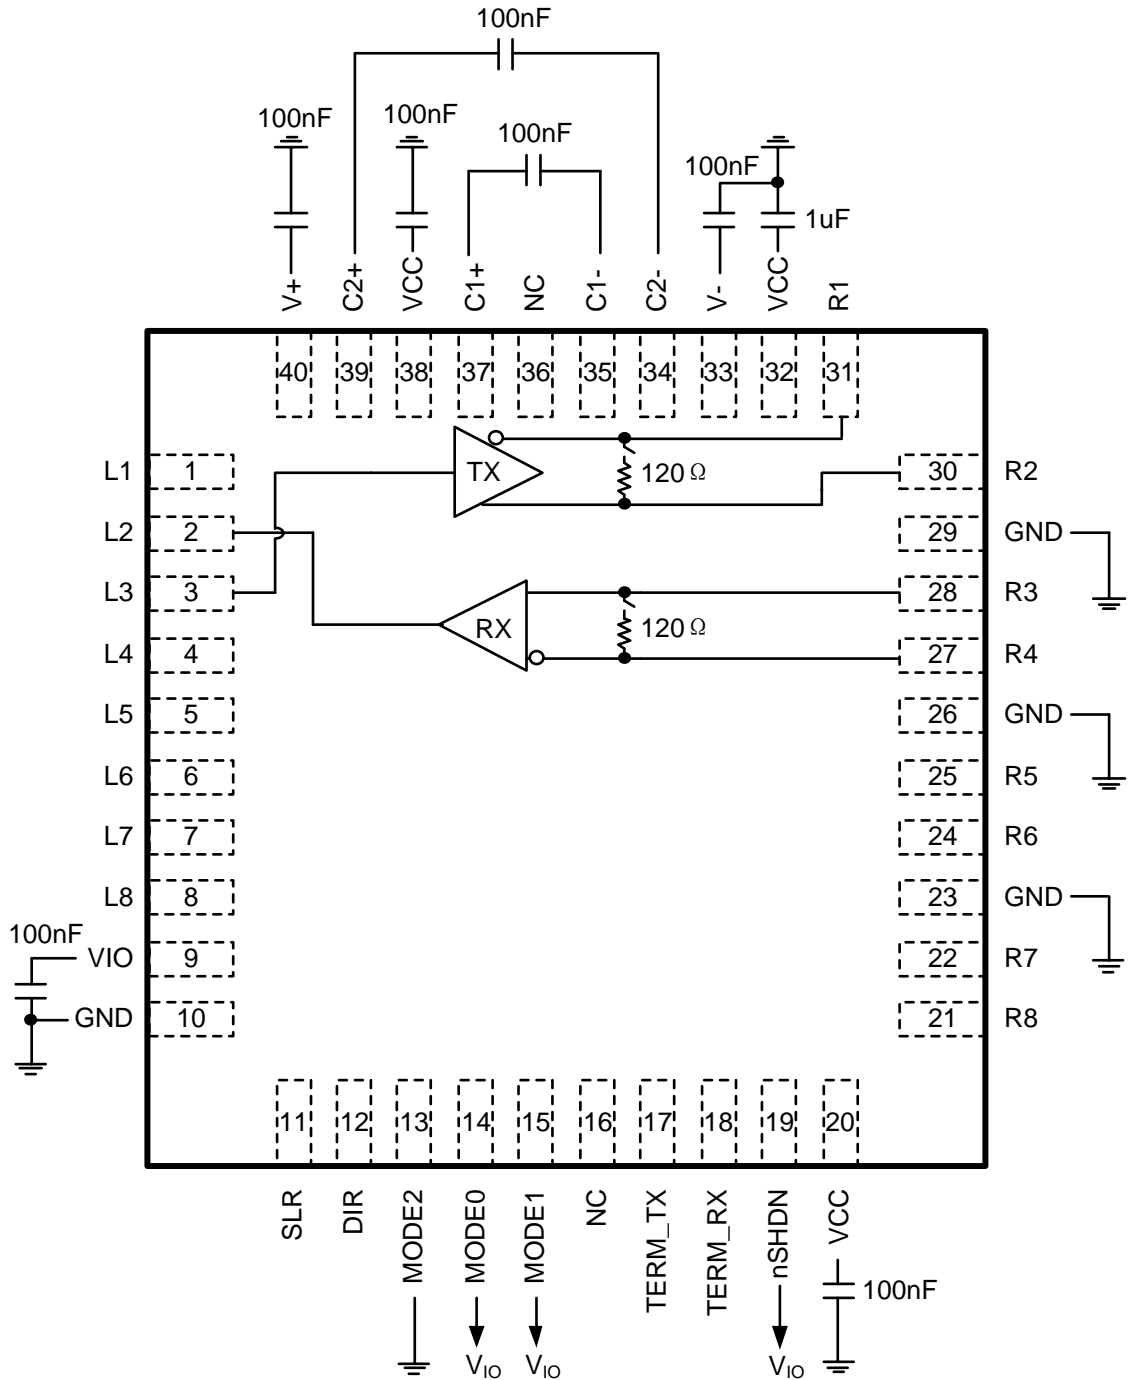 100nF
100nF
100nF
100nF
100nF
1uF
V+
C2+
VCC
C1+
NC
C1-
C2-
V-
VCC
R1
40
39
38
37
36
35
34
33
32
31
L1
1
TX
120Ω
30
R2
L2
2
29
GND
L3
3
28
R3
RX
120Ω
L4
4
27
R4
L5
5
26
GND
L6
6
25
R5
L7
7
24
R6
L8
8
23
GND
100nF
VIO
9
22
R7
GND
10
21
R8
11
12
13
14
15
16
17
18
19
20
SLR
DIR
MODE2
MODE0
MODE1
NC
TERM_TX
TERM_RX
nSHDN
VCC
100nF
VIO
VIO
VIO